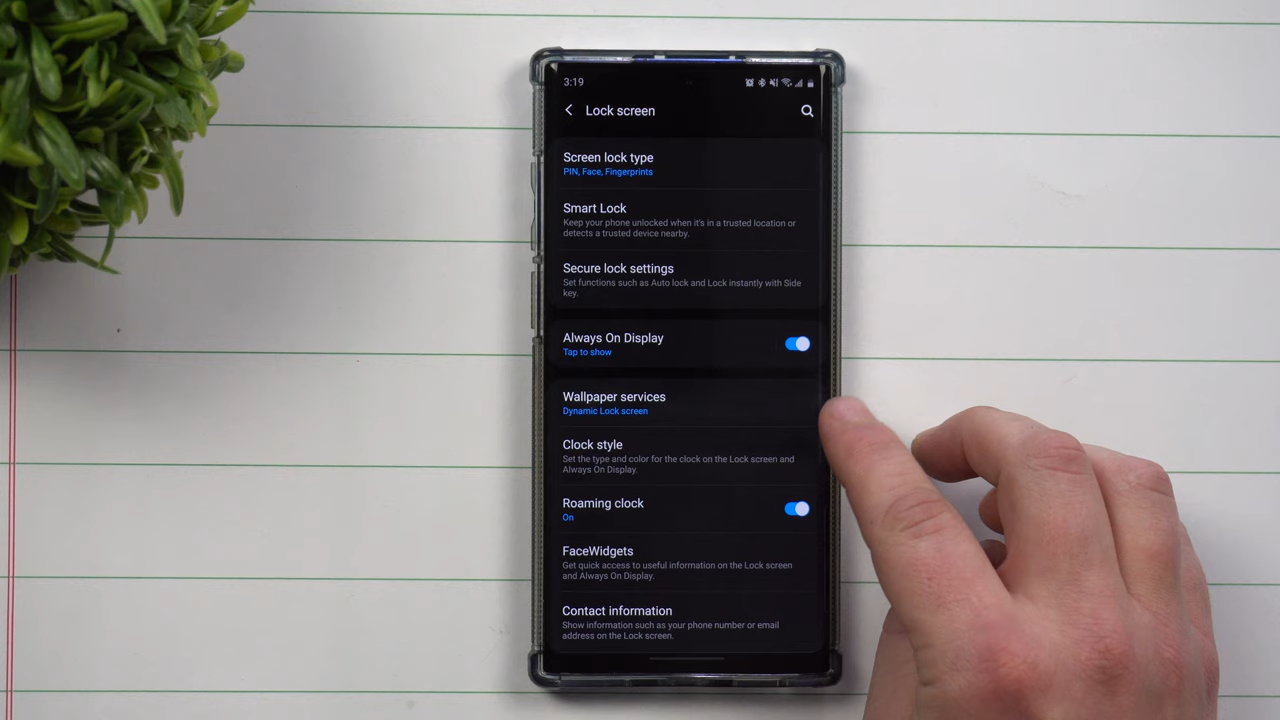 3:19
Lock screen
Screen lock type
PIN, Face, Fingerprints
Smart Lock
Keep your phone unlocked when it's in a trusted location or
detects a trusted device nearby.
Secure lock settings
Set functions such as Auto lock and Lock instantly with Side
key.
Always On Display
Tap to show
Wallpaper services
Dynamic Lock screen
Clock style
Set the type and color for the clock on the Lock screen and
Always On Display.
Roaming clock
On
FaceWidgets
Get quick access to useful information on the Lock screen
and Always On Display.
Contact information
Show information such as your phone number or email
address on the Lock screen.